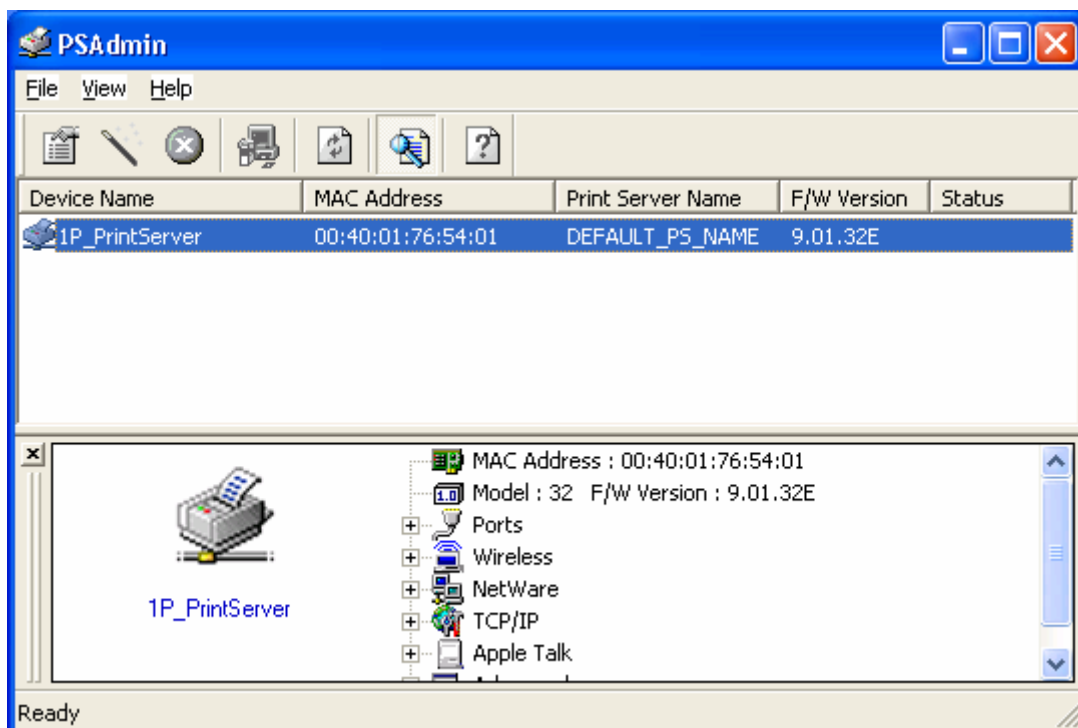 PSAdmin
File View Help
Device Name MAC Address Print Server Name F/W Version Status
1P_PrintServer 00:40:01:76:54:01 DEFAULT_PS_NAME 9.01.32E
MAC Address : 00:40:01:76:54:01
1.0 Model : 32 F/W Version : 9.01.32E
Ports
Wireless
NetWare
1P_PrintServer
TCP/IP
Apple Talk
Ready